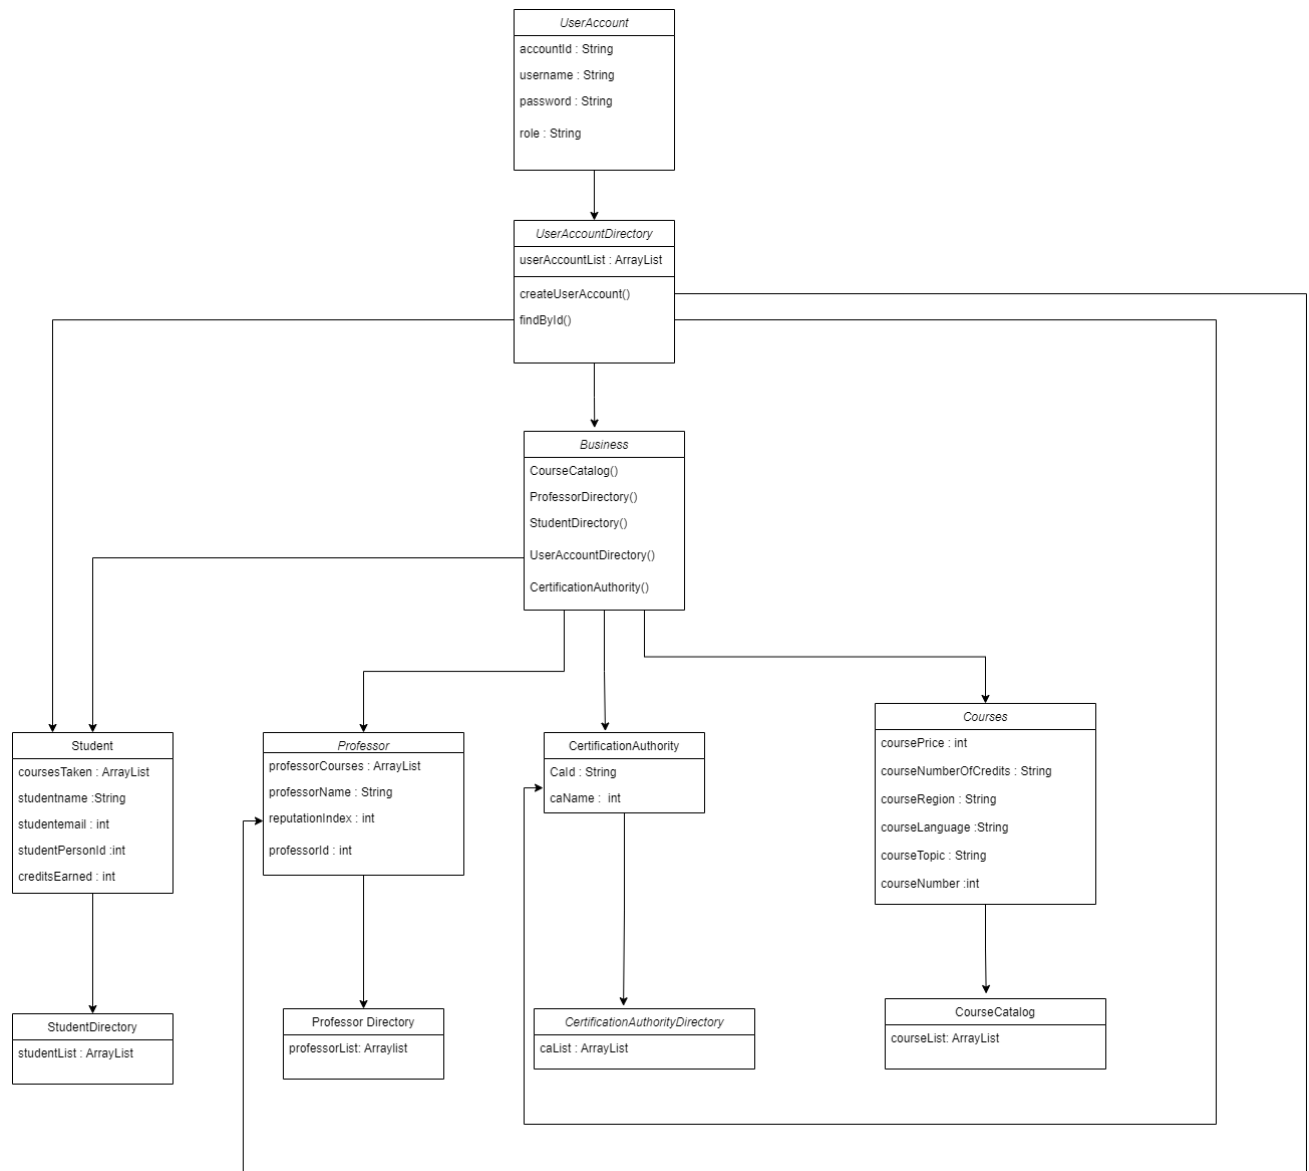 UserAccount
accountId : String
username : String
password : String
role : String
UserAccountDirectory
userAccountList : ArrayList
createUserAccount()
findById()
Business
CourseCatalog()
ProfessorDirectory()
StudentDirectory()
UserAccountDirectory()
CertificationAuthority()
Student
coursesTaken : ArrayList
studentname :String
studentemail : int
studentPersonId :int
creditsEarned : int
Professor
professorCourses : ArrayList
professorName : String
reputationIndex : int
professorId : int
CertificationAuthority
CaId : String
caName : int
Courses
coursePrice : int
courseNumberOfCredits : String
courseRegion : String
courseLanguage :String
courseTopic : String
courseNumber :int
StudentDirectory
studentList : ArrayList
Professor Directory
professorList: Arraylist
CertificationAuthorityDirectory
caList : ArrayList
CourseCatalog
courseList: ArrayList